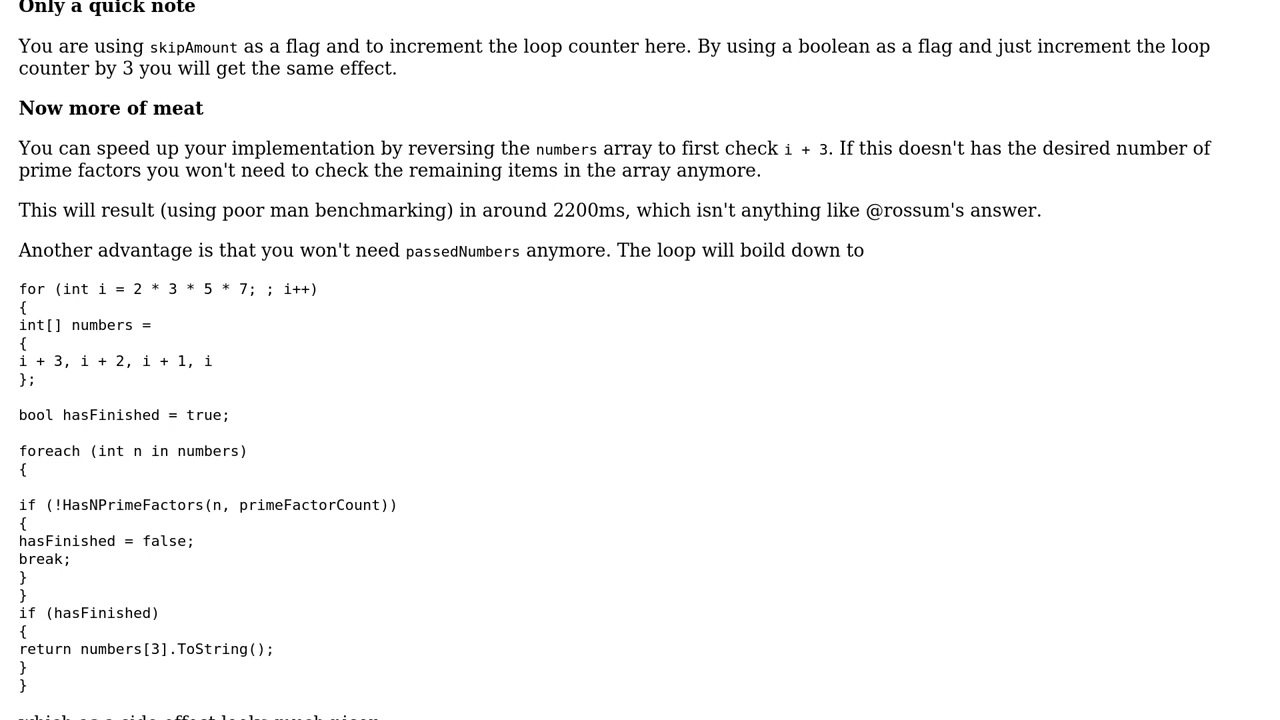 Only a quick note
You are using skipAmount as a flag and to increment the loop counter here. By using a boolean as a flag and just increment the loop
counter by 3 you will get the same effect.
Now more of meat
You can speed up your implementation by reversing the numbers array to first check i + 3. If this doesn't has the desired number of
prime factors you won't need to check the remaining items in the array anymore.
This will result (using poor man benchmarking) in around 2200ms, which isn't anything like @rossum's answer.
Another advantage is that you won't need passedNumbers anymore. The loop will boild down to
for (int i = 2 * 3 * 5 * 7; ; i++)
{
int[] numbers =
{
i + 3, i + 2, i + 1, i
};
bool hasFinished = true;
foreach (int n in numbers)
{
if (!HasNPrimeFactors(n, primeFactorCount))
{
hasFinished = false;
break;
}
}
if (hasFinished)
{
return numbers[3].ToString();
}
}
which as a side effect looks much nicer.